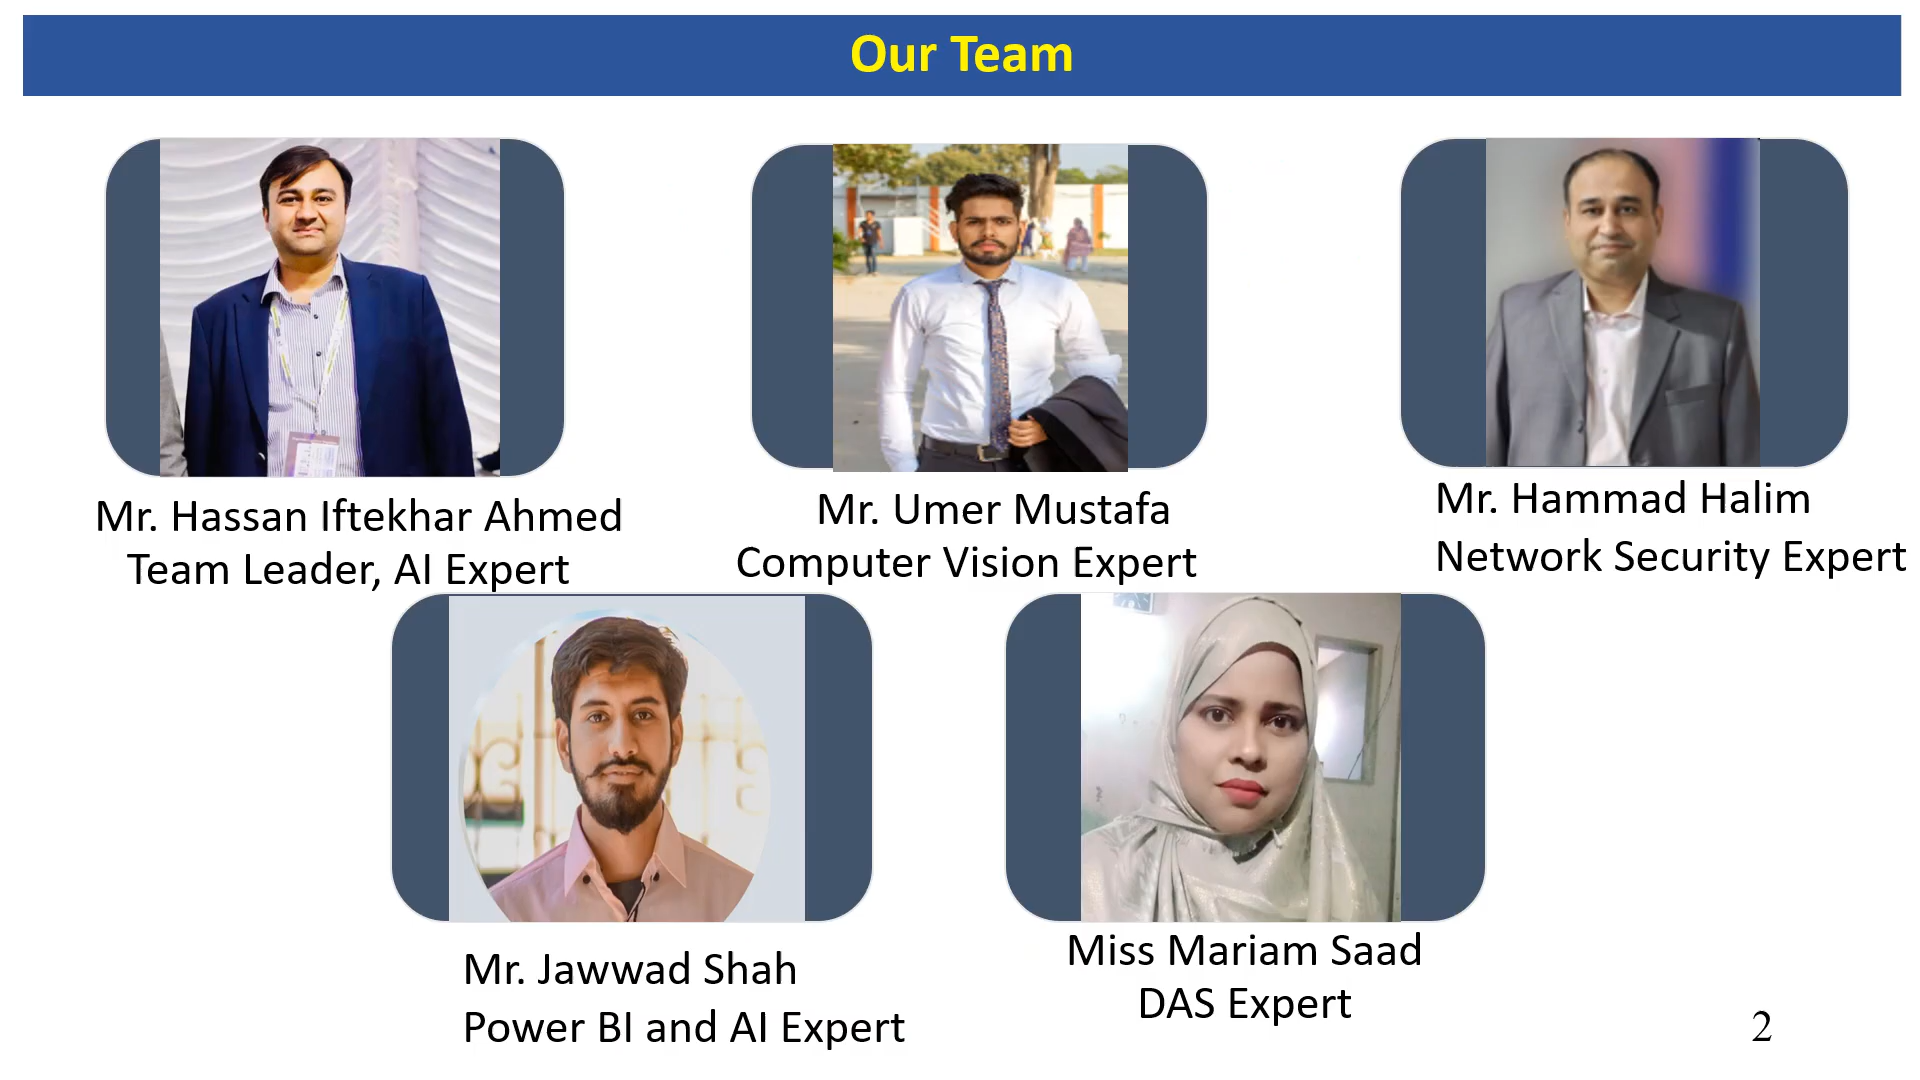 Our Team
Mr. Hassan Iftekhar Ahmed
Team Leader, AI Expert
Mr. Umer Mustafa
Computer Vision Expert
Mr. Hammad Halim
Network Security Expert
Mr. Jawwad Shah
Power BI and AI Expert
Miss Mariam Saad
DAS Expert
2